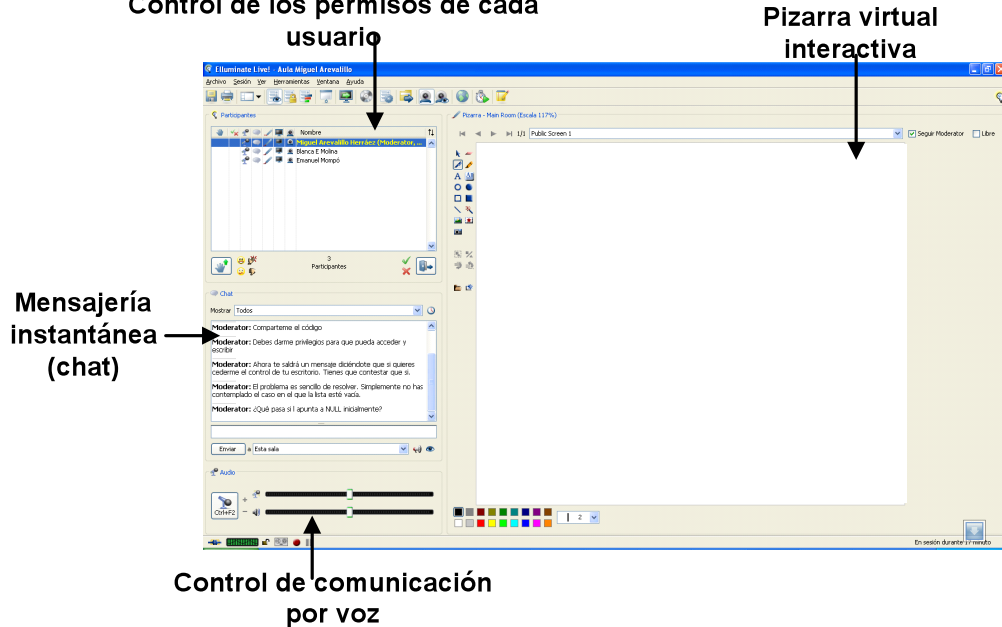 Control de los permisos de cada
usuario
Pizarra virtual
interactiva
Elluminate Live! - Aula Miguel Arevalillo
Archivo Sesión Ver Herramientas Ventana Ayuda
Participantes
Nombre
Miguel Arevalillo Herráez (Moderator, ...
Blanca E Molina
Emanuel Mompó
3
Participantes
Pizarra - Main Room (Escala 117%)
1/1 Public Screen 1
Seguir Moderator
Libre
Mensajería
instantánea
(chat)
Chat
Mostrar Todos
Moderator: Comparteme el código
Moderator: Debes darme privilegios para que pueda acceder y
escribir
Moderator: Ahora te saldrá un mensaje diciéndote que si quieres
cederme el control de tu escritorio. Tienes que contestar que si.
Moderator: El problema es sencillo de resolver. Simplemente no has
contemplado el caso en el que la lista esté vacía.
Moderator: ¿Qué pasa si l apunta a NULL inicialmente?
Enviar a Esta sala
Audio
Ctrl+F2
2
En sesión durante 17 minuto
Control de comunicación
por voz